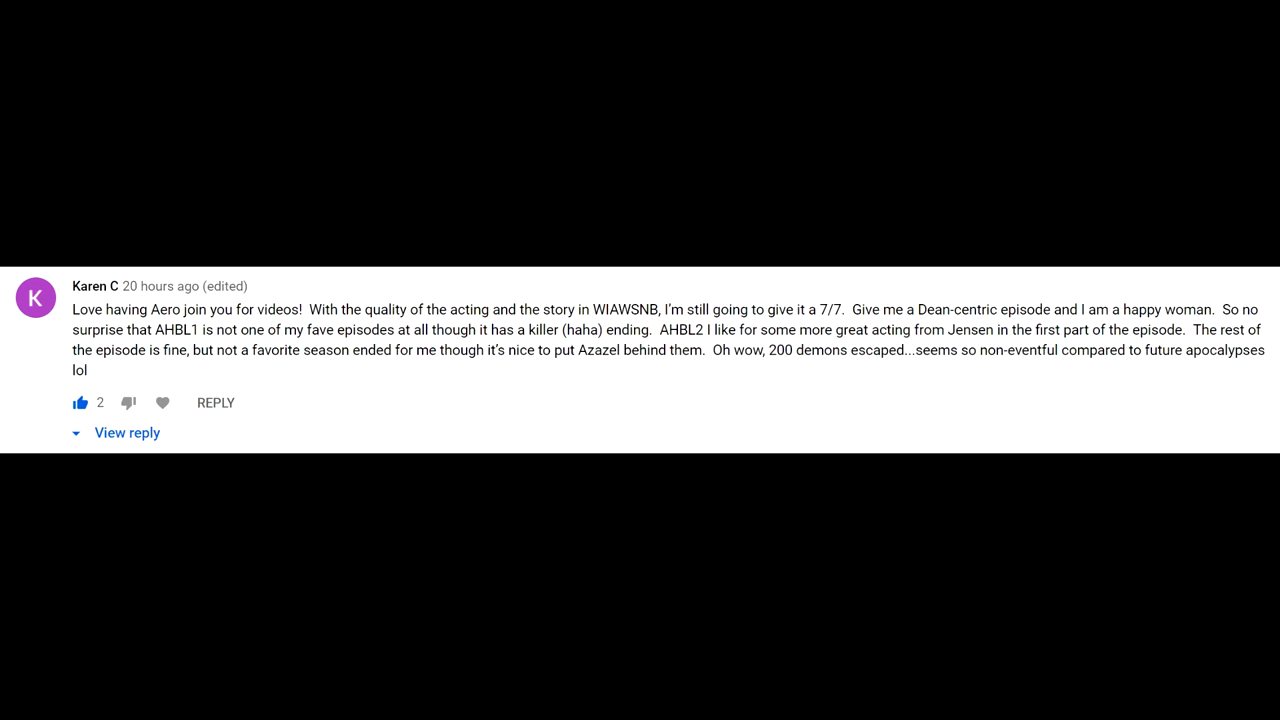 K
Karen C 20 hours ago (edited)
Love having Aero join you for videos!  With the quality of the acting and the story in WIAWSNB, I’m still going to give it a 7/7.  Give me a Dean-centric episode and I am a happy woman.  So no
surprise that AHBL1 is not one of my fave episodes at all though it has a killer (haha) ending.  AHBL2 I like for some more great acting from Jensen in the first part of the episode.  The rest of
the episode is fine, but not a favorite season ended for me though it’s nice to put Azazel behind them.  Oh wow, 200 demons escaped...seems so non-eventful compared to future apocalypses
lol
2 REPLY
View reply